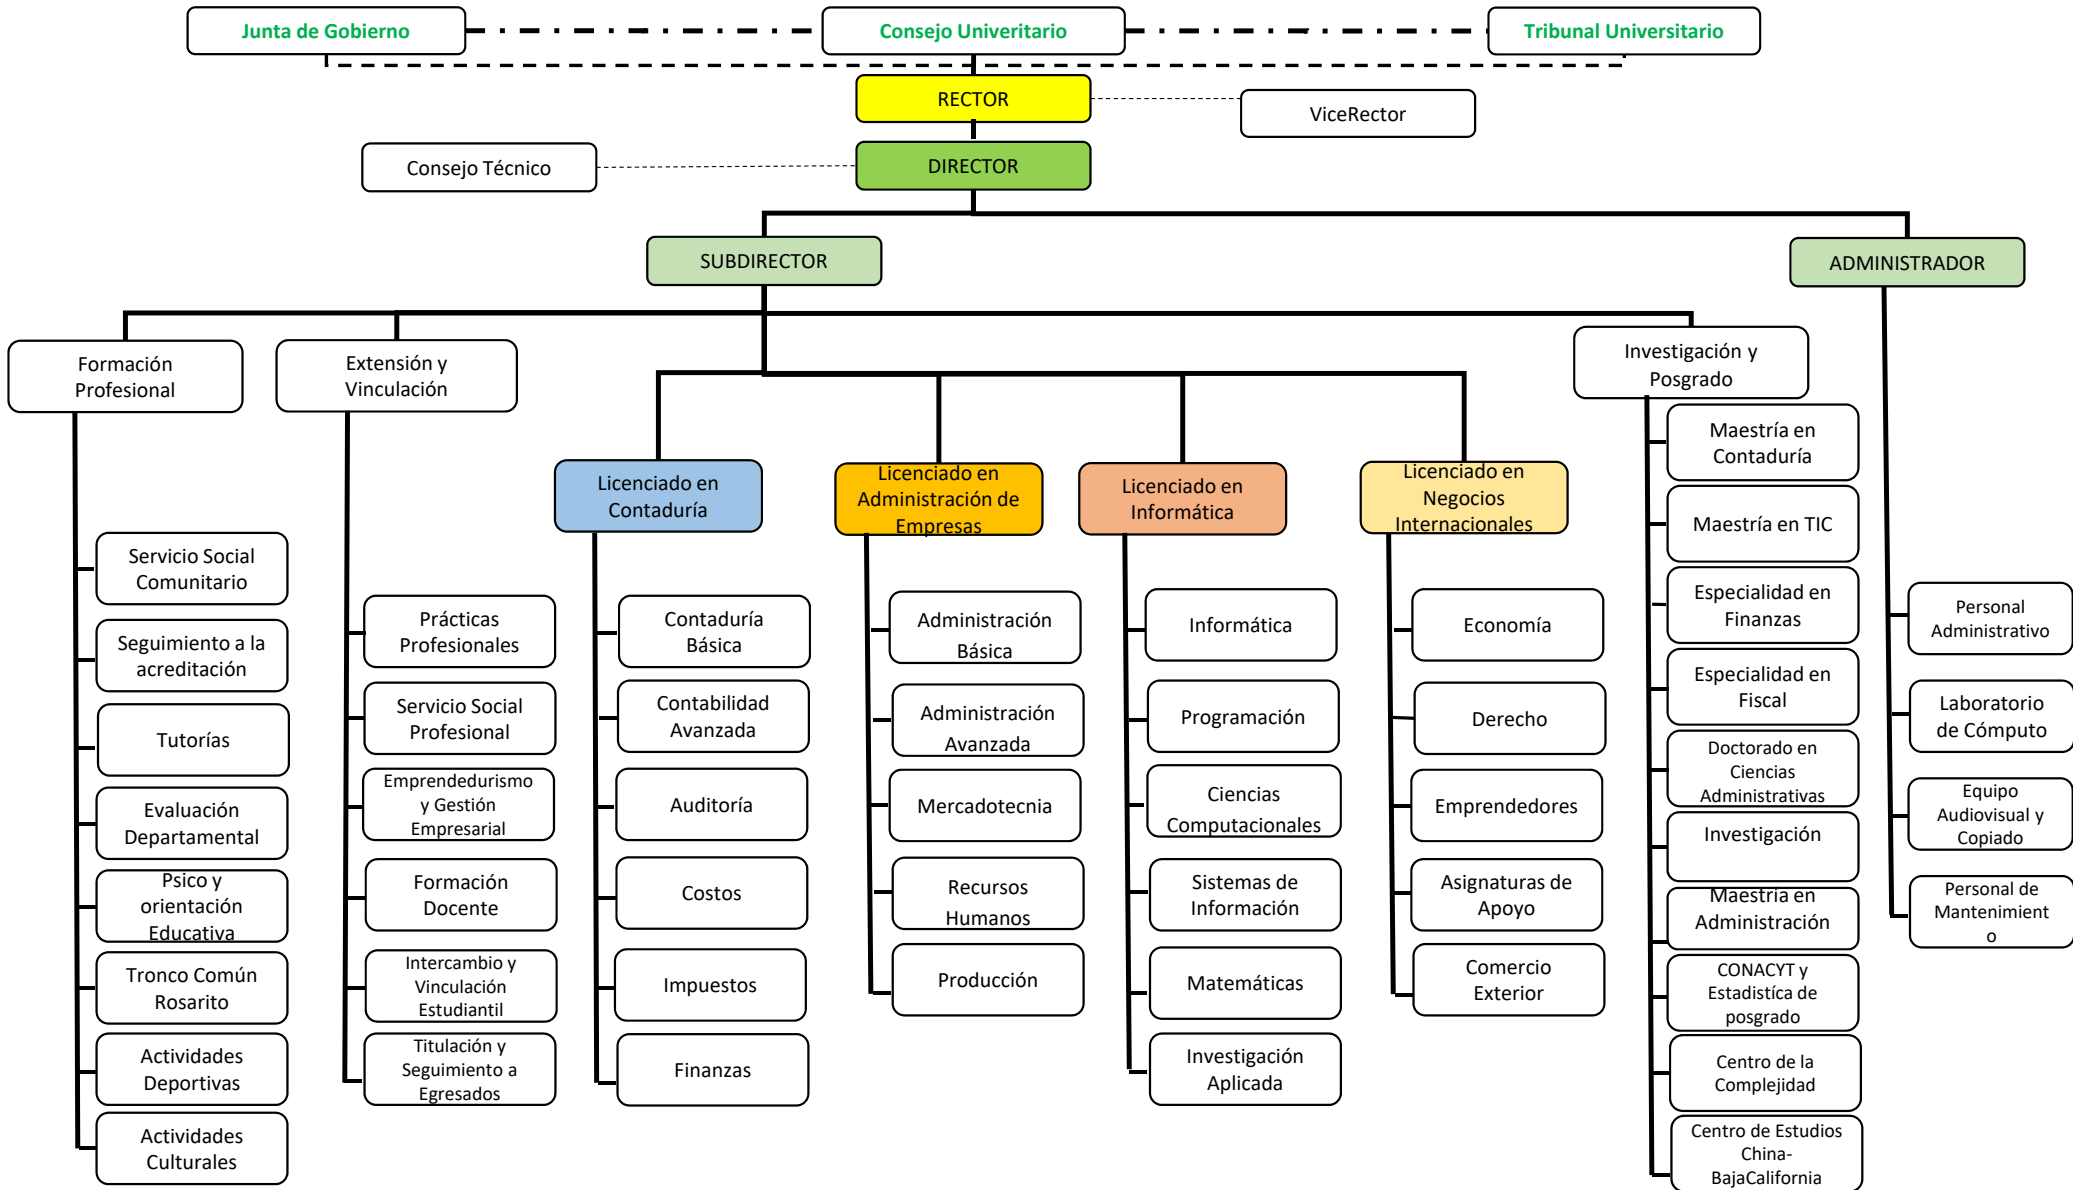 Junta de Gobierno
Consejo Univeritario
Tribunal Universitario
RECTOR
ViceRector
Consejo Técnico
DIRECTOR
SUBDIRECTOR
ADMINISTRADOR
Formación
Profesional
Extensión y
Vinculación
Investigación y
Posgrado
Licenciado en
Contaduría
Licenciado en
Administración de
Empresas
Licenciado en
Informática
Licenciado en
Negocios
Internacionales
Servicio Social
Comunitario
Seguimiento a la
acreditación
Tutorías
Evaluación
Departamental
Psico y
orientación
Educativa
Tronco Común
Rosarito
Actividades
Deportivas
Actividades
Culturales
Prácticas
Profesionales
Servicio Social
Profesional
Emprendedurismo
y Gestión
Empresarial
Formación
Docente
Intercambio y
Vinculación
Estudiantil
Titulación y
Seguimiento a
Egresados
Contaduría
Básica
Contabilidad
Avanzada
Auditoría
Costos
Impuestos
Finanzas
Administración
Básica
Administración
Avanzada
Mercadotecnia
Recursos
Humanos
Producción
Informática
Programación
Ciencias
Computacionales
Sistemas de
Información
Matemáticas
Investigación
Aplicada
Economía
Derecho
Emprendedores
Asignaturas de
Apoyo
Comercio
Exterior
Maestría en
Contaduría
Maestría en TIC
Especialidad en
Finanzas
Especialidad en
Fiscal
Doctorado en
Ciencias
Administrativas
Investigación
Maestría en
Administración
CONACYT y
Estadistíca de
posgrado
Centro de la
Complejidad
Centro de Estudios
China-
BajaCalifornia
Personal
Administrativo
Laboratorio
de Cómputo
Equipo
Audiovisual y
Copiado
Personal de
Mantenimient
o